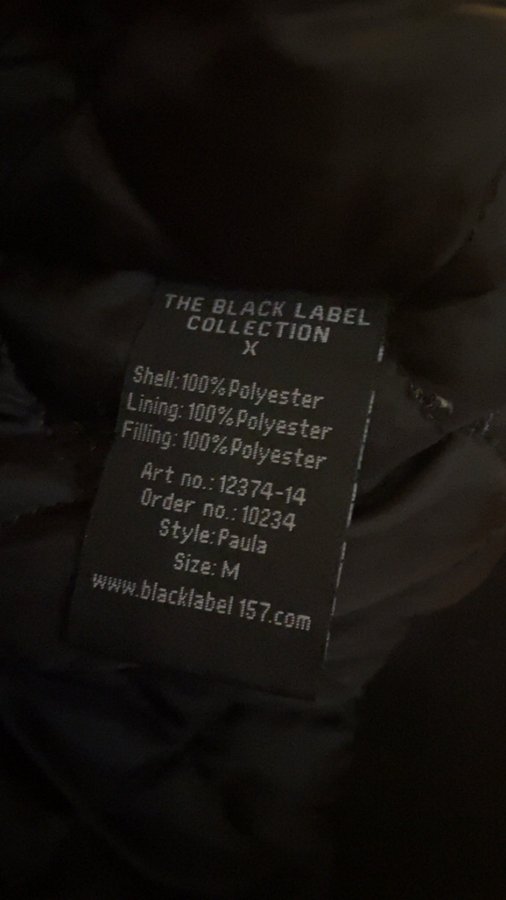 THE BLACK LABEL
COLLECTION
X
Shell: 100% Polyester
Lining: 100% Polyester
Filling: 100% Polyester
Art no.: 12374-14
Order no.: 10234
Style: Paula
Size: M
www.blacklabel157.com